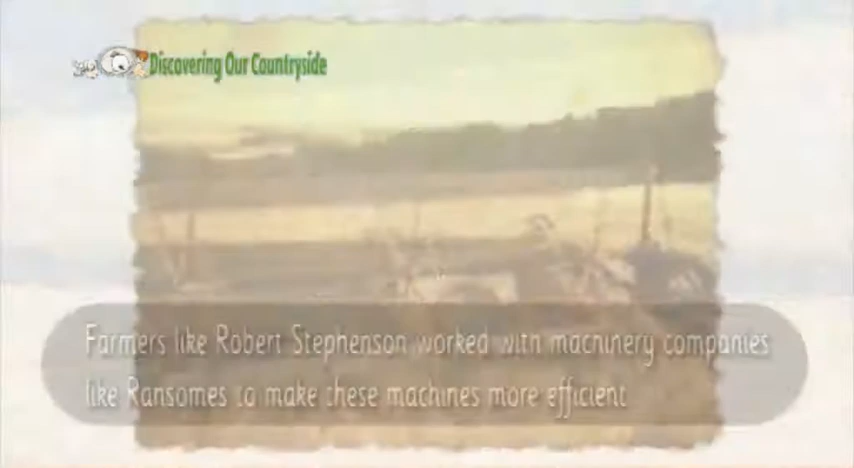 Discovering Our Countryside
Farmers like Robert Stephenson worked with machinery companies
like Ransomes to make these machines more efficient